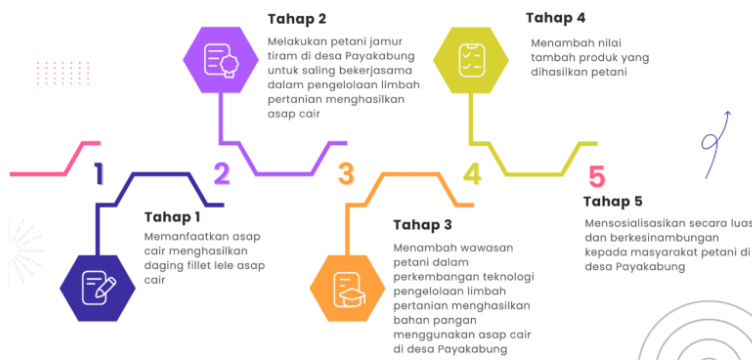 1
Tahap 1
Memanfaatkan asap
cair menghasilkan
daging fillet lele asap
cair
2
Tahap 2
Melakukan petani jamur
tiram di desa Payakabung
untuk saling bekerjasama
dalam pengelolaan limbah
pertanian menghasilkan
asap cair
3
Tahap 3
Menambah wawasan
petani dalam
perkembangan teknologi
pengelolaan limbah
pertanian menghasilkan
bahan pangan
menggunakan asap cair
di desa Payakabung
4
Tahap 4
Menambah nilai
tambah produk yang
dihasilkan petani
5
Tahap 5
Mensosialisasikan secara luas
dan berkesinambungan
kepada masyarakat petani di
desa Payakabung